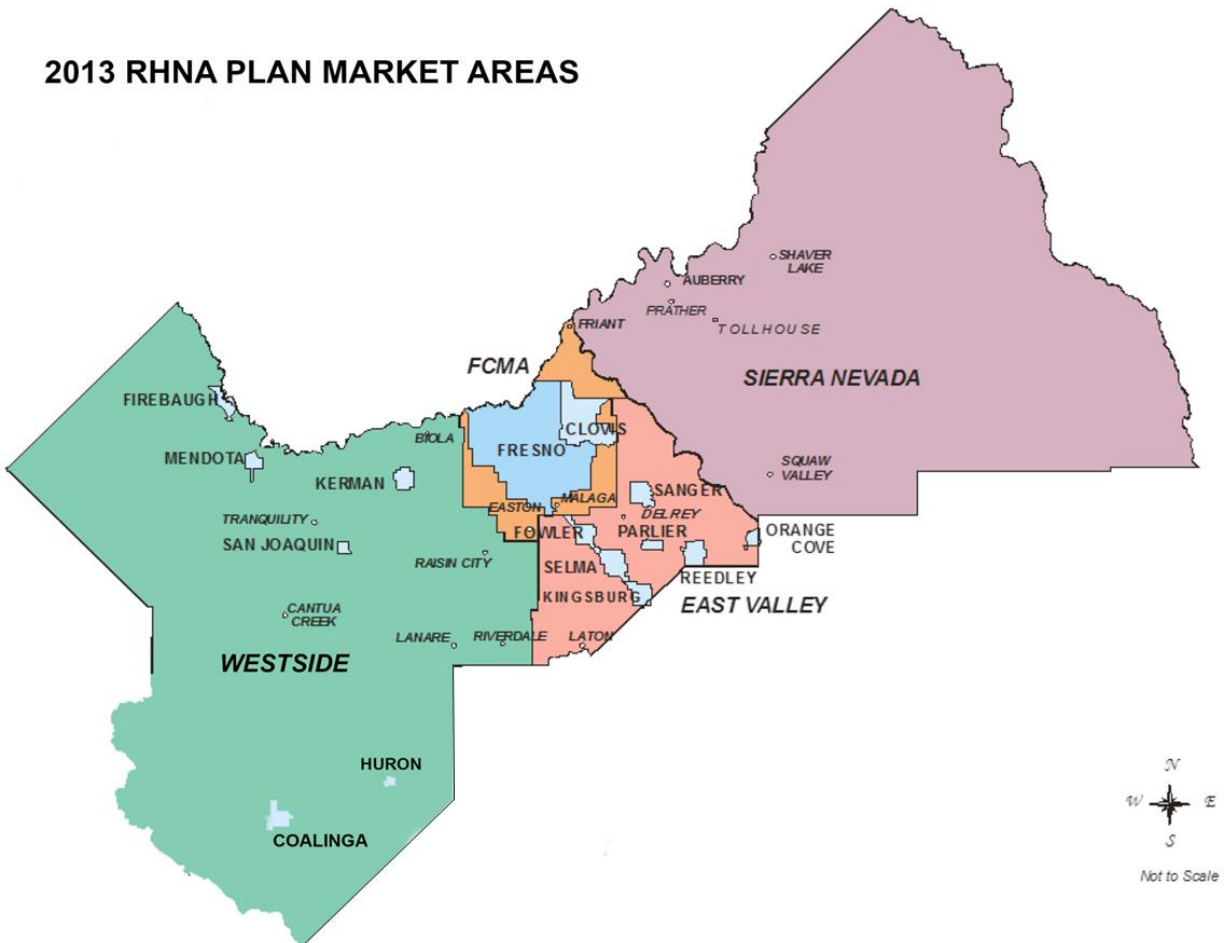 2013 RHNA PLAN MARKET AREAS
SHAVER
LAKE
AUBERRY
PRATHER
TOLLHOUSE
FRIANT
FCMA
SIERRA NEVADA
FIREBAUGH
CLOVIS
BIOLA
FRESNO
MENDOTA
SQUAW
VALLEY
KERMAN
SANGER
MALAGA
EASTON
DEL REY
TRANQUILITY
FOWLER
PARLIER
ORANGE
COVE
SAN JOAQUIN
RAISIN CITY
SELMA
REEDLEY
KINGSBURG
EAST VALLEY
CANTUA
CREEK
LANARE
RIVERDALE
LATON
WESTSIDE
HURON
COALINGA
N
W
E
S
Not to Scale